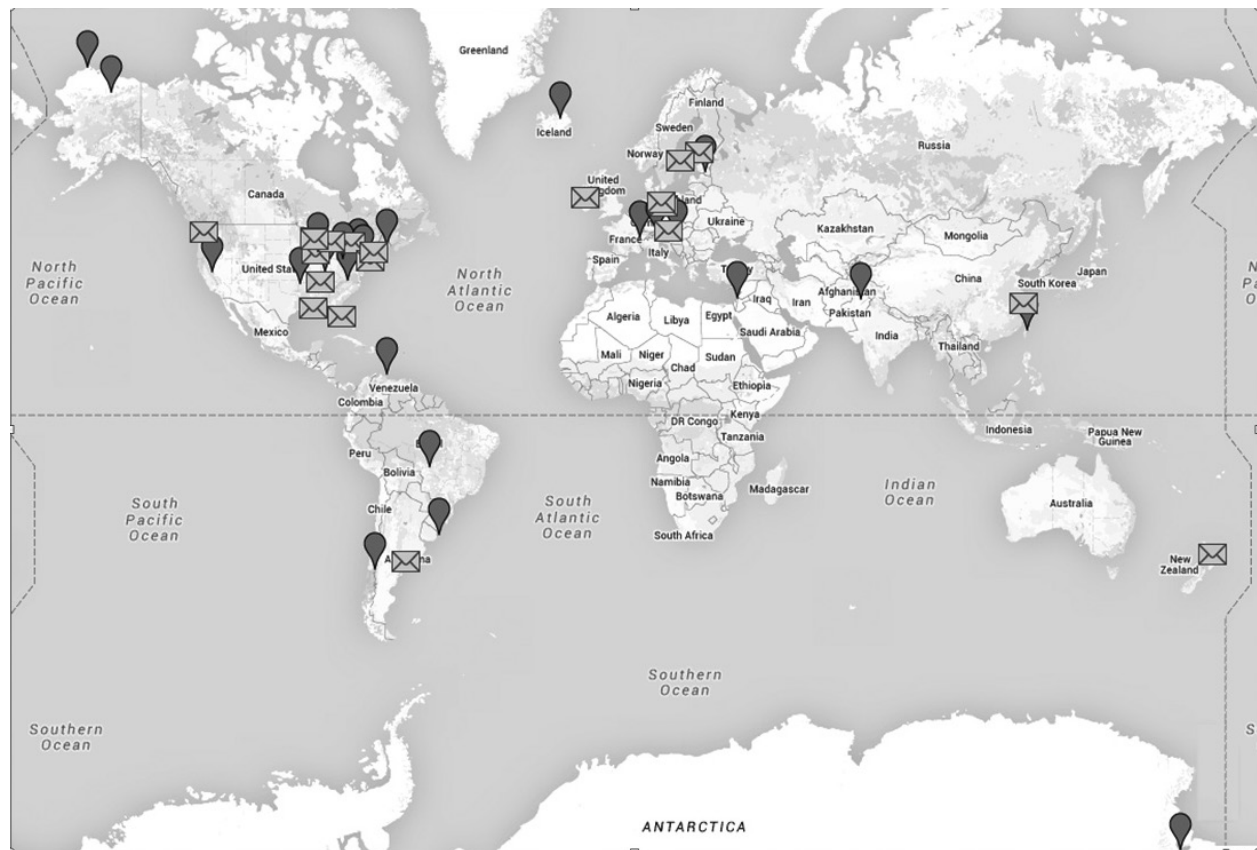 Greenland
Iceland
Finland
Sweden
Norway
Russia
Canada
United
Ukraine
Kazakhstan
Mongolia
France
Italy
Spain
North
Pacific
Ocean
United Stat
North
Atlantic
Ocean
Afghanistan
Iraq
Iran
China
South Korea
Japan
Pakistan
Algeria
Libya
Egypt
Saudi Arabia
India
Mexico
Mali
Niger
Chad
Sudan
Thailand
Venezuela
Colombia
Nigeria
Ethiopia
DR Congo
Kenya
Tanzania
Indonesia
Papua New
Guinea
Peru
Bolivia
Angola
Namibia
Botswana
Madagascar
Indian
Ocean
South
Pacific
Ocean
Chile
South
Atlantic
Ocean
South Africa
Australia
New
Zealand
Southern
Ocean
Southern
Ocean
ANTARCTICA